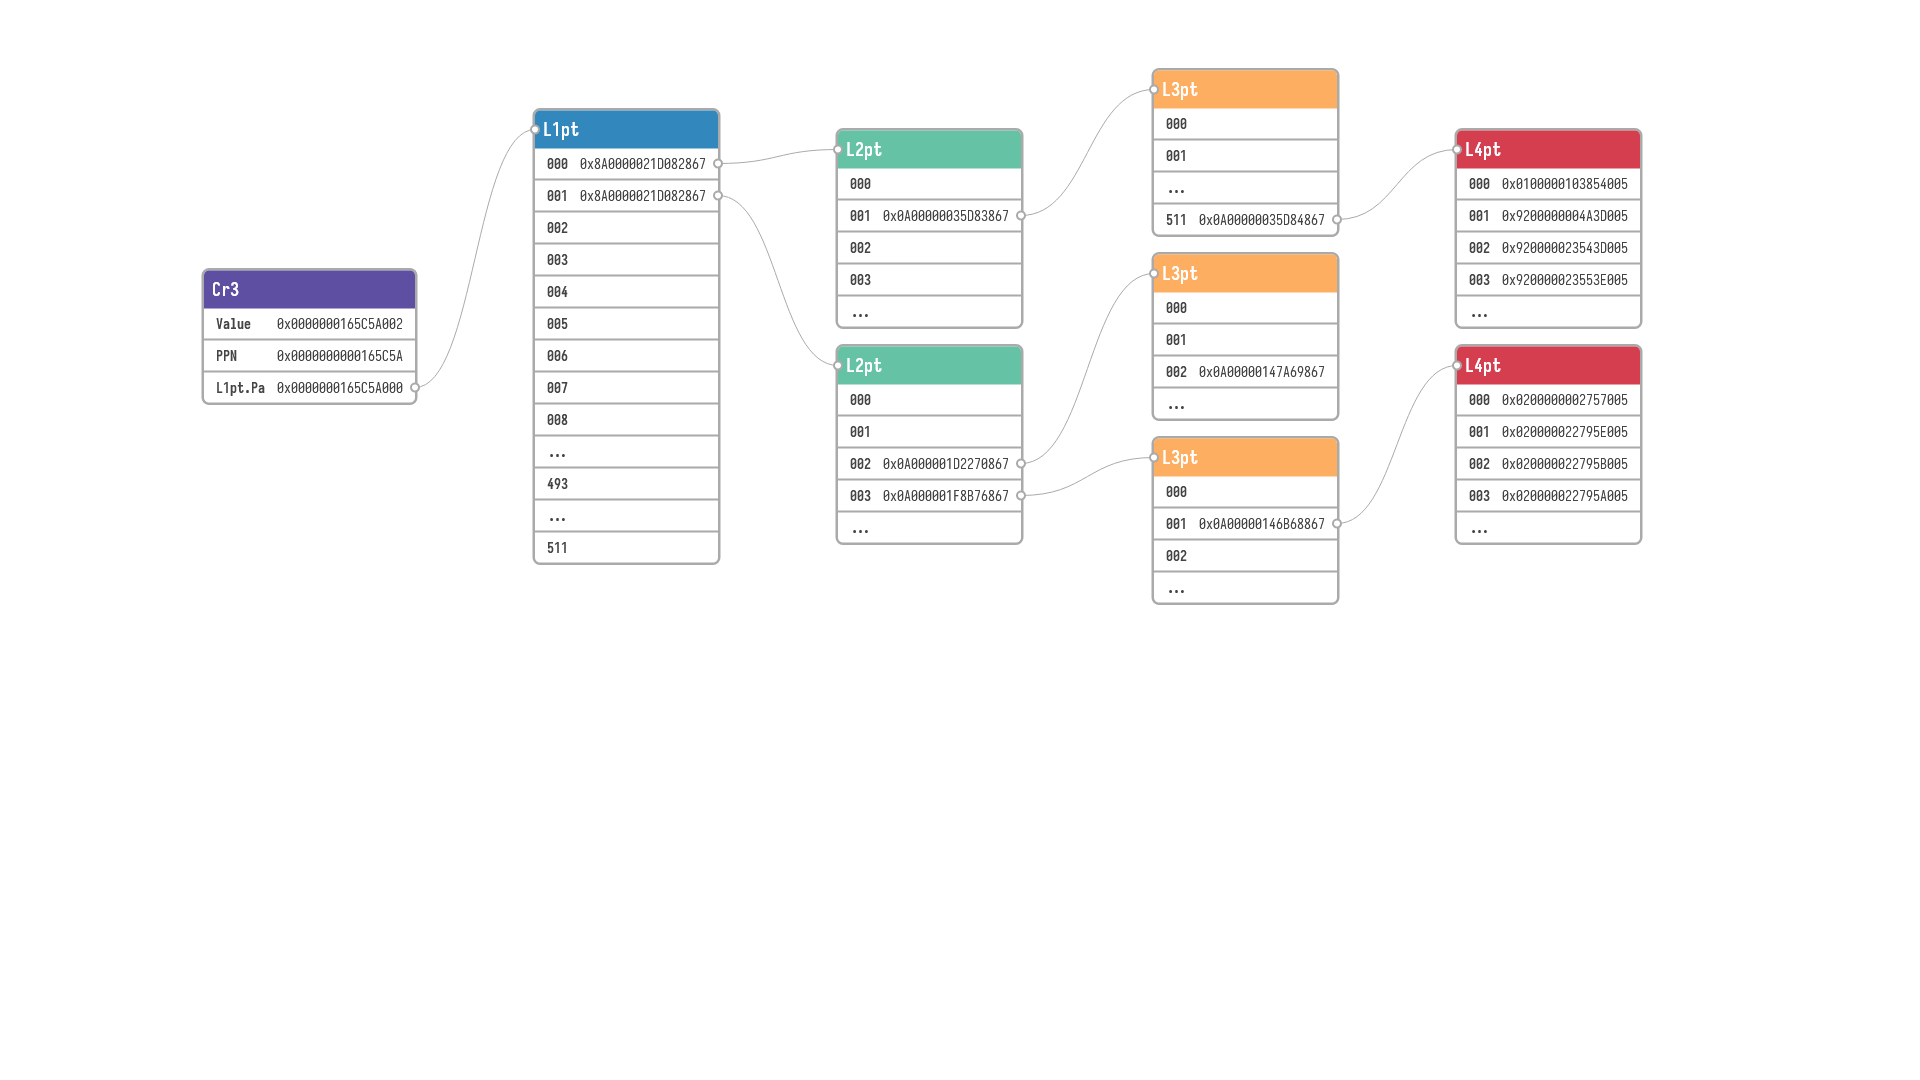 Cr3
Value 0x0000000165C5A002
PPN 0x0000000000165C5A
L1pt.Pa 0x0000000165C5A000
L1pt
000 0x8A0000021D082867
001 0x8A0000021D082867
002
003
004
005
006
007
008
...
493
...
511
L2pt
000
001 0x0A00000035D83867
002
003
...
L2pt
000
001
002 0x0A000001D2270867
003 0x0A000001F8B76867
...
L3pt
000
001
...
511 0x0A00000035D84867
L3pt
000
001
002 0x0A00000147A69867
...
L3pt
000
001 0x0A00000146B68867
002
...
L4pt
000 0x0100000103854005
001 0x9200000004A3D005
002 0x920000023543D005
003 0x920000023553E005
...
L4pt
000 0x0200000002757005
001 0x020000022795E005
002 0x020000022795B005
003 0x020000022795A005
...